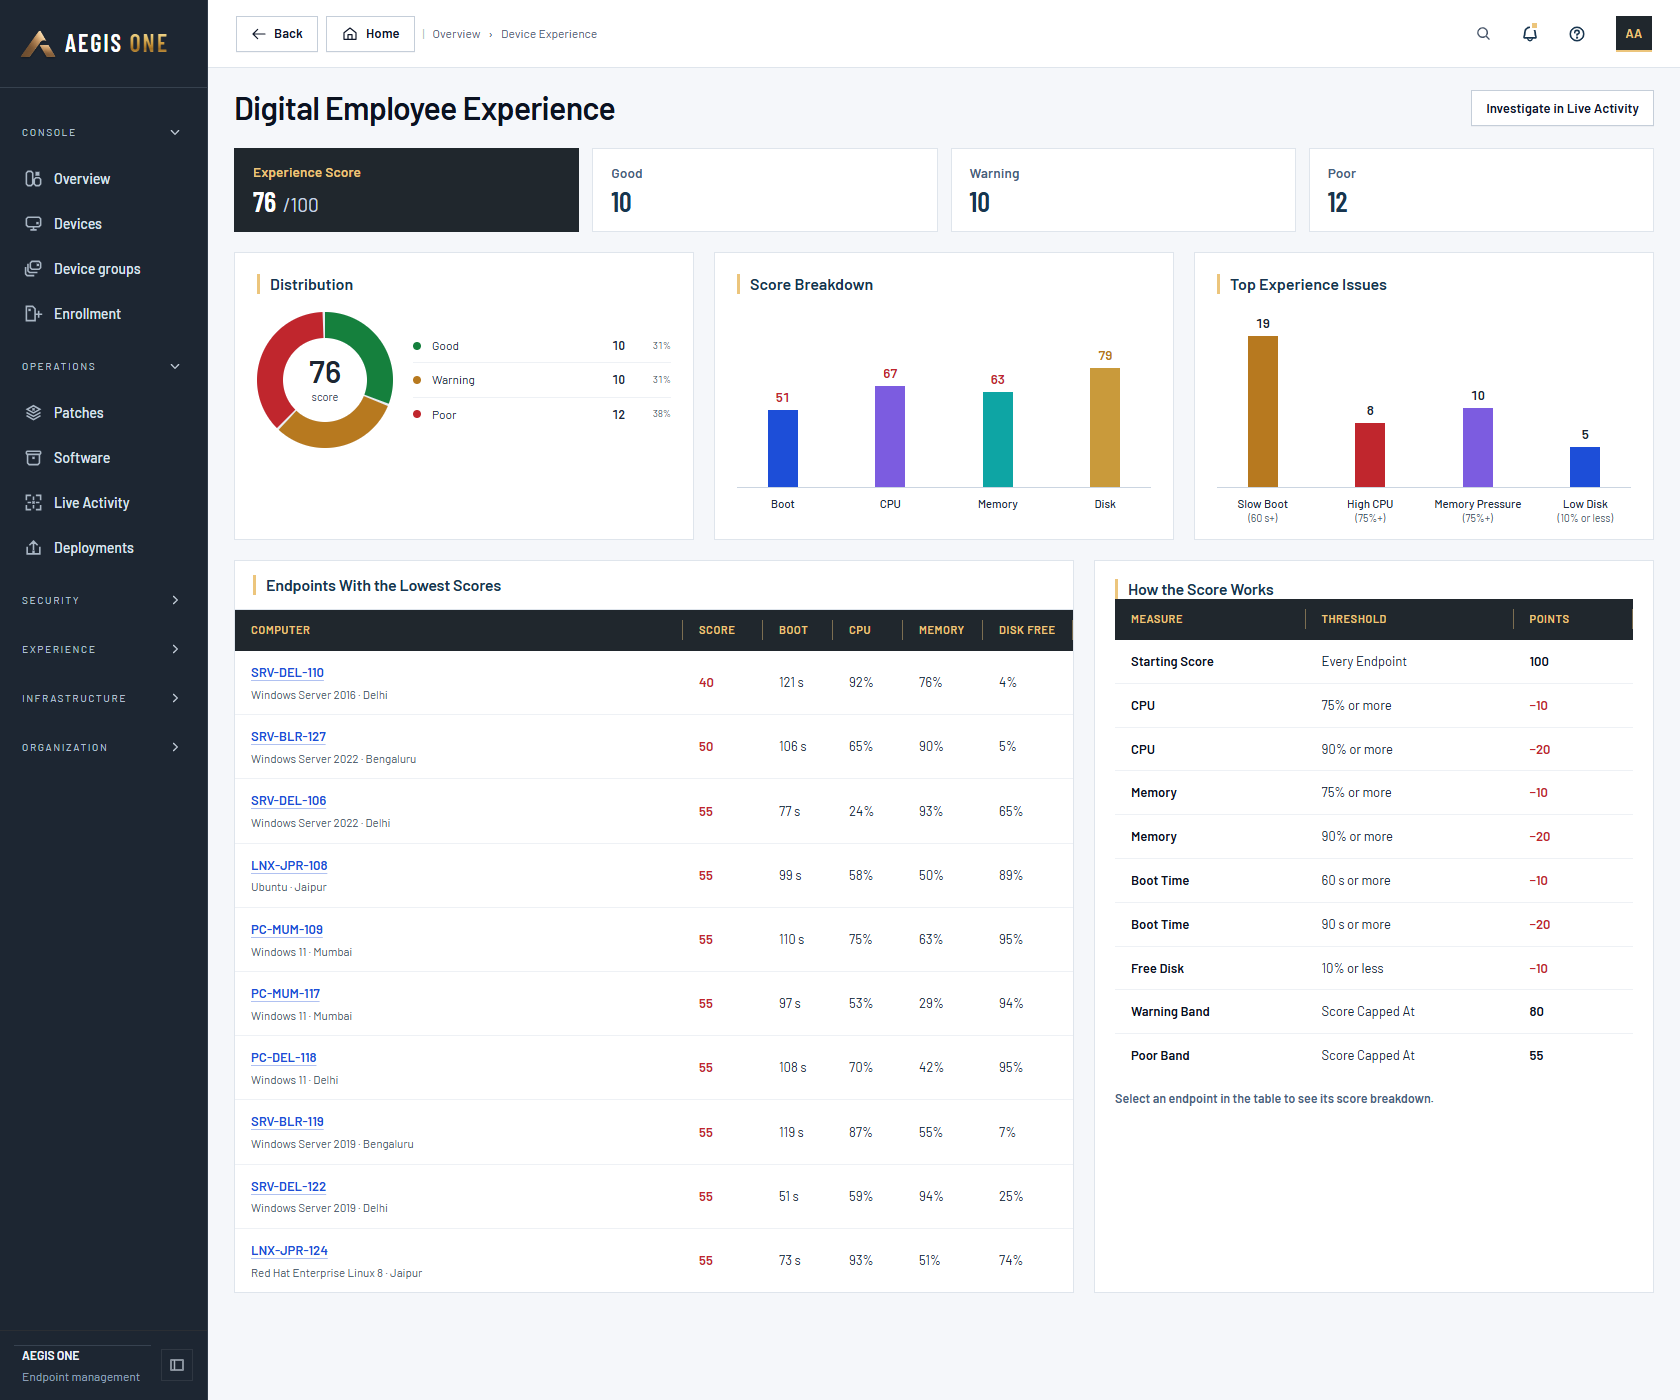 AEGIS ONE
CONSOLE
Overview
Devices
Device groups
Enrollment
OPERATIONS
Patches
Software
Live Activity
Deployments
SECURITY
EXPERIENCE
INFRASTRUCTURE
ORGANIZATION
AEGIS ONE
Endpoint management
Back
Home
Overview › Device Experience
AA
Digital Employee Experience
Investigate in Live Activity
Experience Score
76 /100
Good
10
Warning
10
Poor
12
Distribution
76
score
Good 10 31%
Warning 10 31%
Poor 12 38%
Score Breakdown
51 67 63 79
Boot CPU Memory Disk
Top Experience Issues
19 8 10 5
Slow Boot High CPU Memory Pressure Low Disk
(60 s+) (75%+) (75%+) (10% or less)
Endpoints With the Lowest Scores
COMPUTER SCORE BOOT CPU MEMORY DISK FREE
SRV-DEL-110 40 121 s 92% 76% 4%
Windows Server 2016 · Delhi
SRV-BLR-127 50 106 s 65% 90% 5%
Windows Server 2022 · Bengaluru
SRV-DEL-106 55 77 s 24% 93% 65%
Windows Server 2022 · Delhi
LNX-JPR-108 55 99 s 58% 50% 89%
Ubuntu · Jaipur
PC-MUM-109 55 110 s 75% 63% 95%
Windows 11 · Mumbai
PC-MUM-117 55 97 s 53% 29% 94%
Windows 11 · Mumbai
PC-DEL-118 55 108 s 70% 42% 95%
Windows 11 · Delhi
SRV-BLR-119 55 119 s 87% 55% 7%
Windows Server 2019 · Bengaluru
SRV-DEL-122 55 51 s 59% 94% 25%
Windows Server 2019 · Delhi
LNX-JPR-124 55 73 s 93% 51% 74%
Red Hat Enterprise Linux 8 · Jaipur
How the Score Works
MEASURE THRESHOLD POINTS
Starting Score Every Endpoint 100
CPU 75% or more −10
CPU 90% or more −20
Memory 75% or more −10
Memory 90% or more −20
Boot Time 60 s or more −10
Boot Time 90 s or more −20
Free Disk 10% or less −10
Warning Band Score Capped At 80
Poor Band Score Capped At 55
Select an endpoint in the table to see its score breakdown.